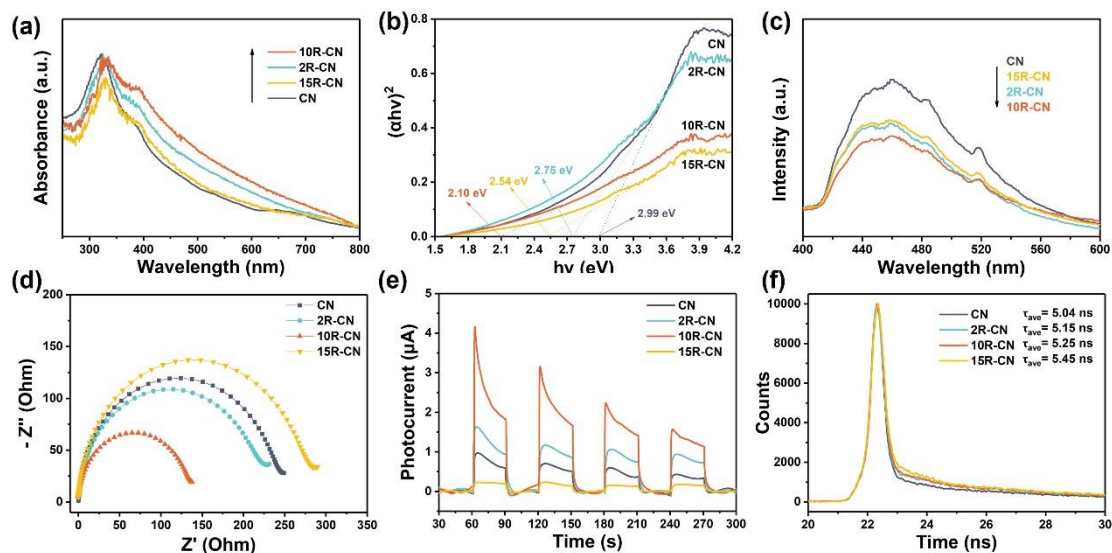 (a)
Absorbance (a.u.)
10R-CN
2R-CN
15R-CN
CN
300 400 500 600 700 800
Wavelength (nm)
(b)
(αhν)²
0.8
0.6
0.4
0.2
0.0
CN
2R-CN
10R-CN
15R-CN
2.10 eV
2.54 eV
2.75 eV
2.99 eV
1.5 1.8 2.1 2.4 2.7 3.0 3.3 3.6 3.9 4.2
hν (eV)
(c)
Intensity (a.u.)
CN
15R-CN
2R-CN
10R-CN
400 440 480 520 560 600
Wavelength (nm)
(d)
- Z'' (Ohm)
200
150
100
50
0
CN
2R-CN
10R-CN
15R-CN
0 50 100 150 200 250 300 350
Z' (Ohm)
(e)
Photocurrent (μA)
5
4
3
2
1
0
CN
2R-CN
10R-CN
15R-CN
30 60 90 120 150 180 210 240 270 300
Time (s)
(f)
Counts
10000
8000
6000
4000
2000
0
CN τave= 5.04 ns
2R-CN τave= 5.15 ns
10R-CN τave= 5.25 ns
15R-CN τave= 5.45 ns
20 22 24 26 28 30
Time (ns)